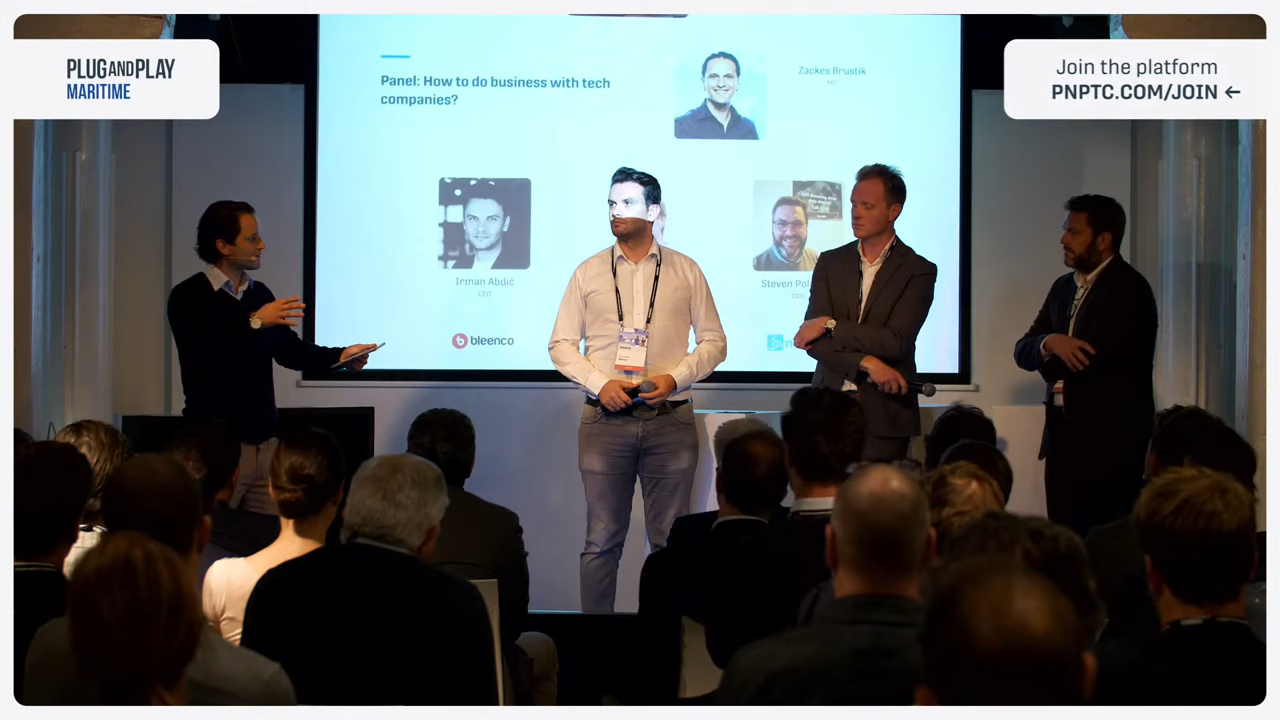 PLUG AND PLAY
MARITIME
Join the platform
PNPTC.COM/JOIN ←
Panel: How to do business with tech
companies?
Zackes Brustik
MC
Irman Abdić
CEO
bleenco
Steven